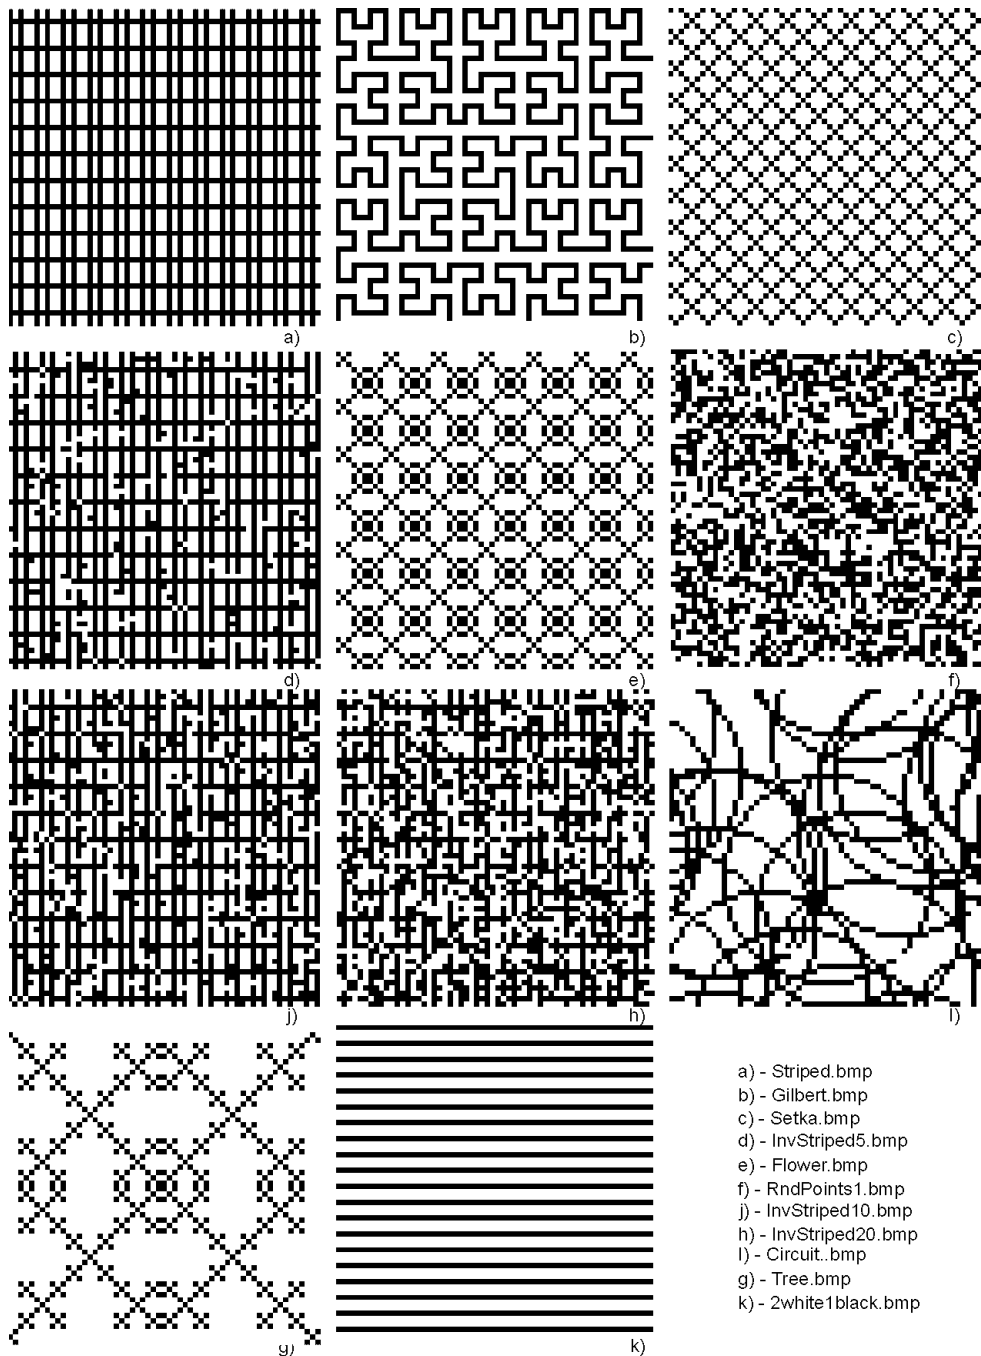 a)
b)
c)
d)
e)
f)
j)
h)
l)
g)
k)
a) - Striped.bmp
b) - Gilbert.bmp
c) - Setka.bmp
d) - InvStriped5.bmp
e) - Flower.bmp
f) - RndPoints1.bmp
j) - InvStriped10.bmp
h) - InvStriped20.bmp
l) - Circuit..bmp
g) - Tree.bmp
k) - 2white1black.bmp